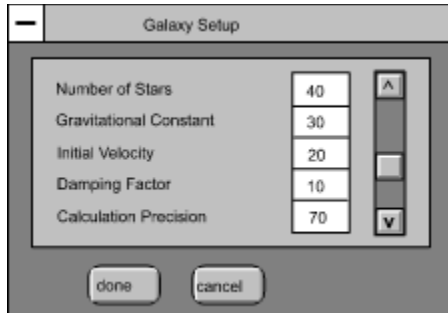 Galaxy Setup
Number of Stars 40
Gravitational Constant 30
Initial Velocity 20
Damping Factor 10
Calculation Precision 70
done cancel